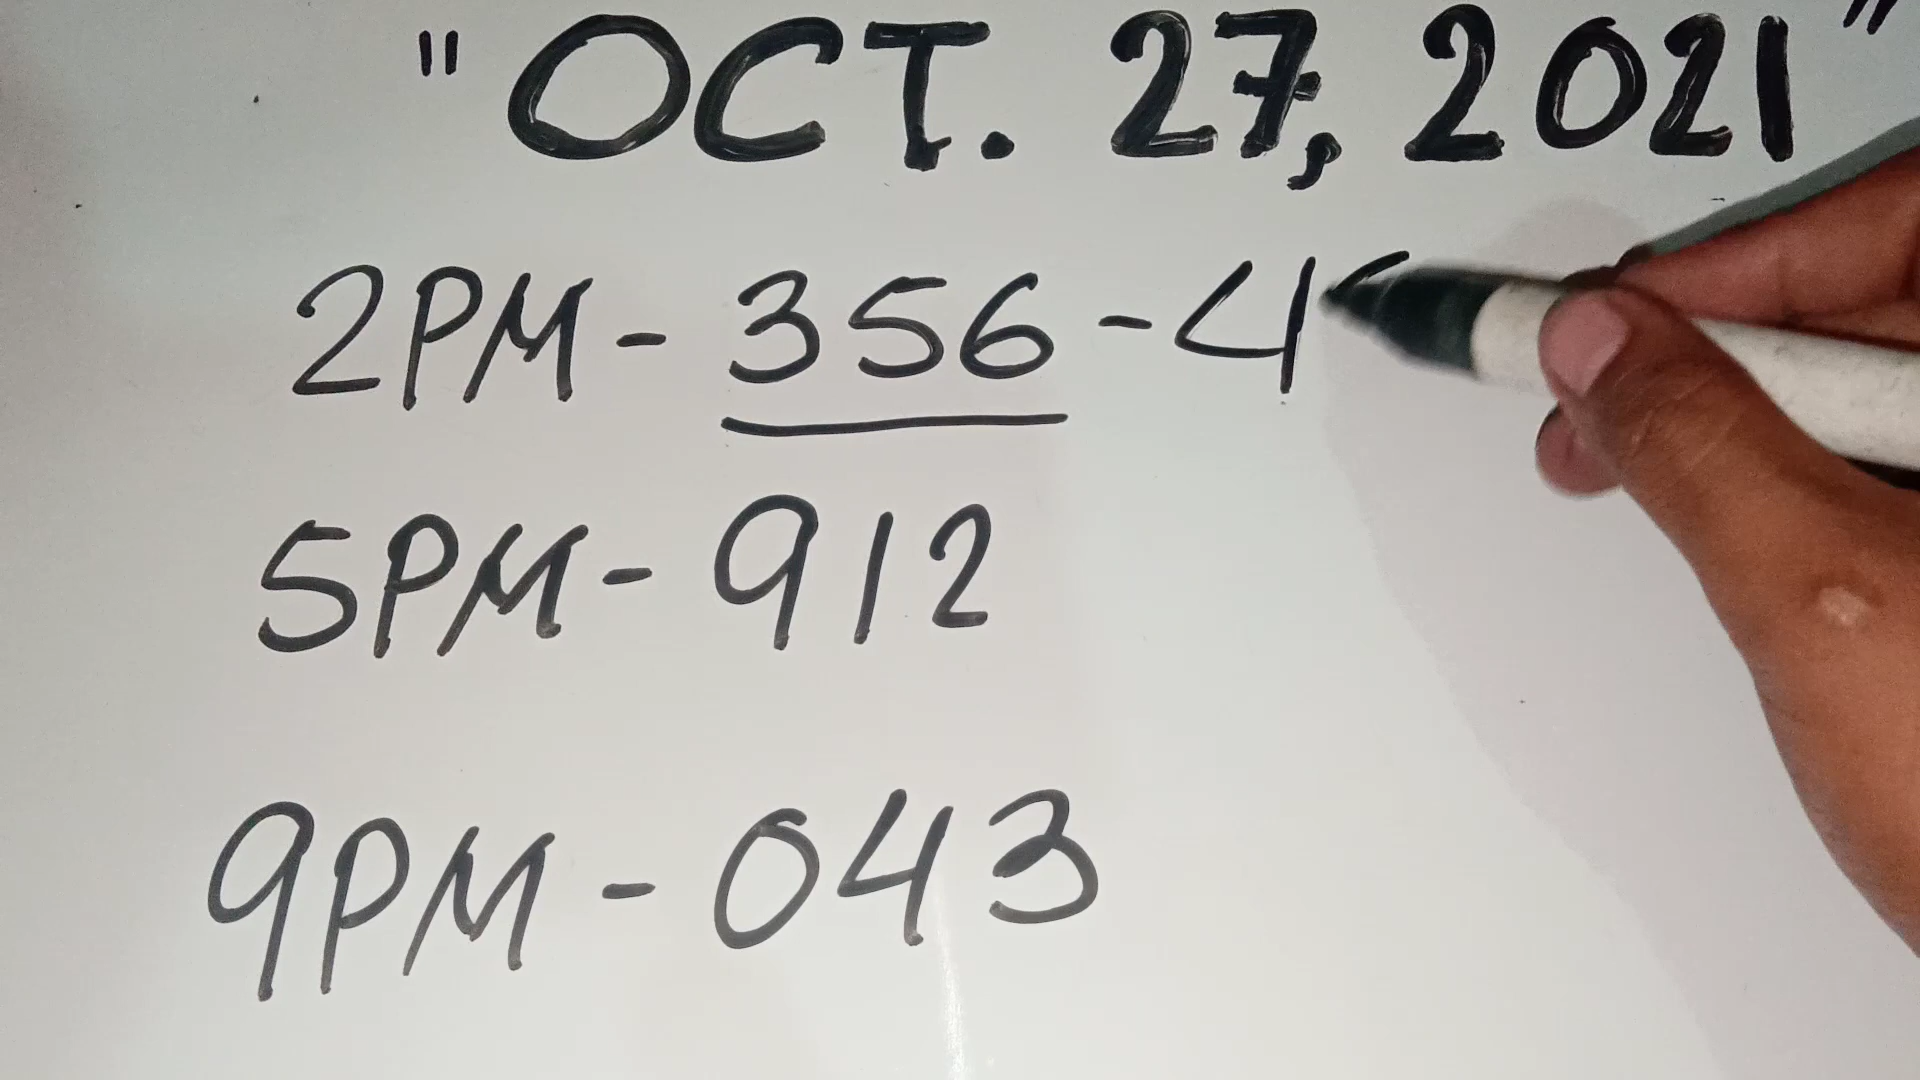 "OCT. 27, 2021"
2PM - 356 - 4
5PM - 912
9PM - 043